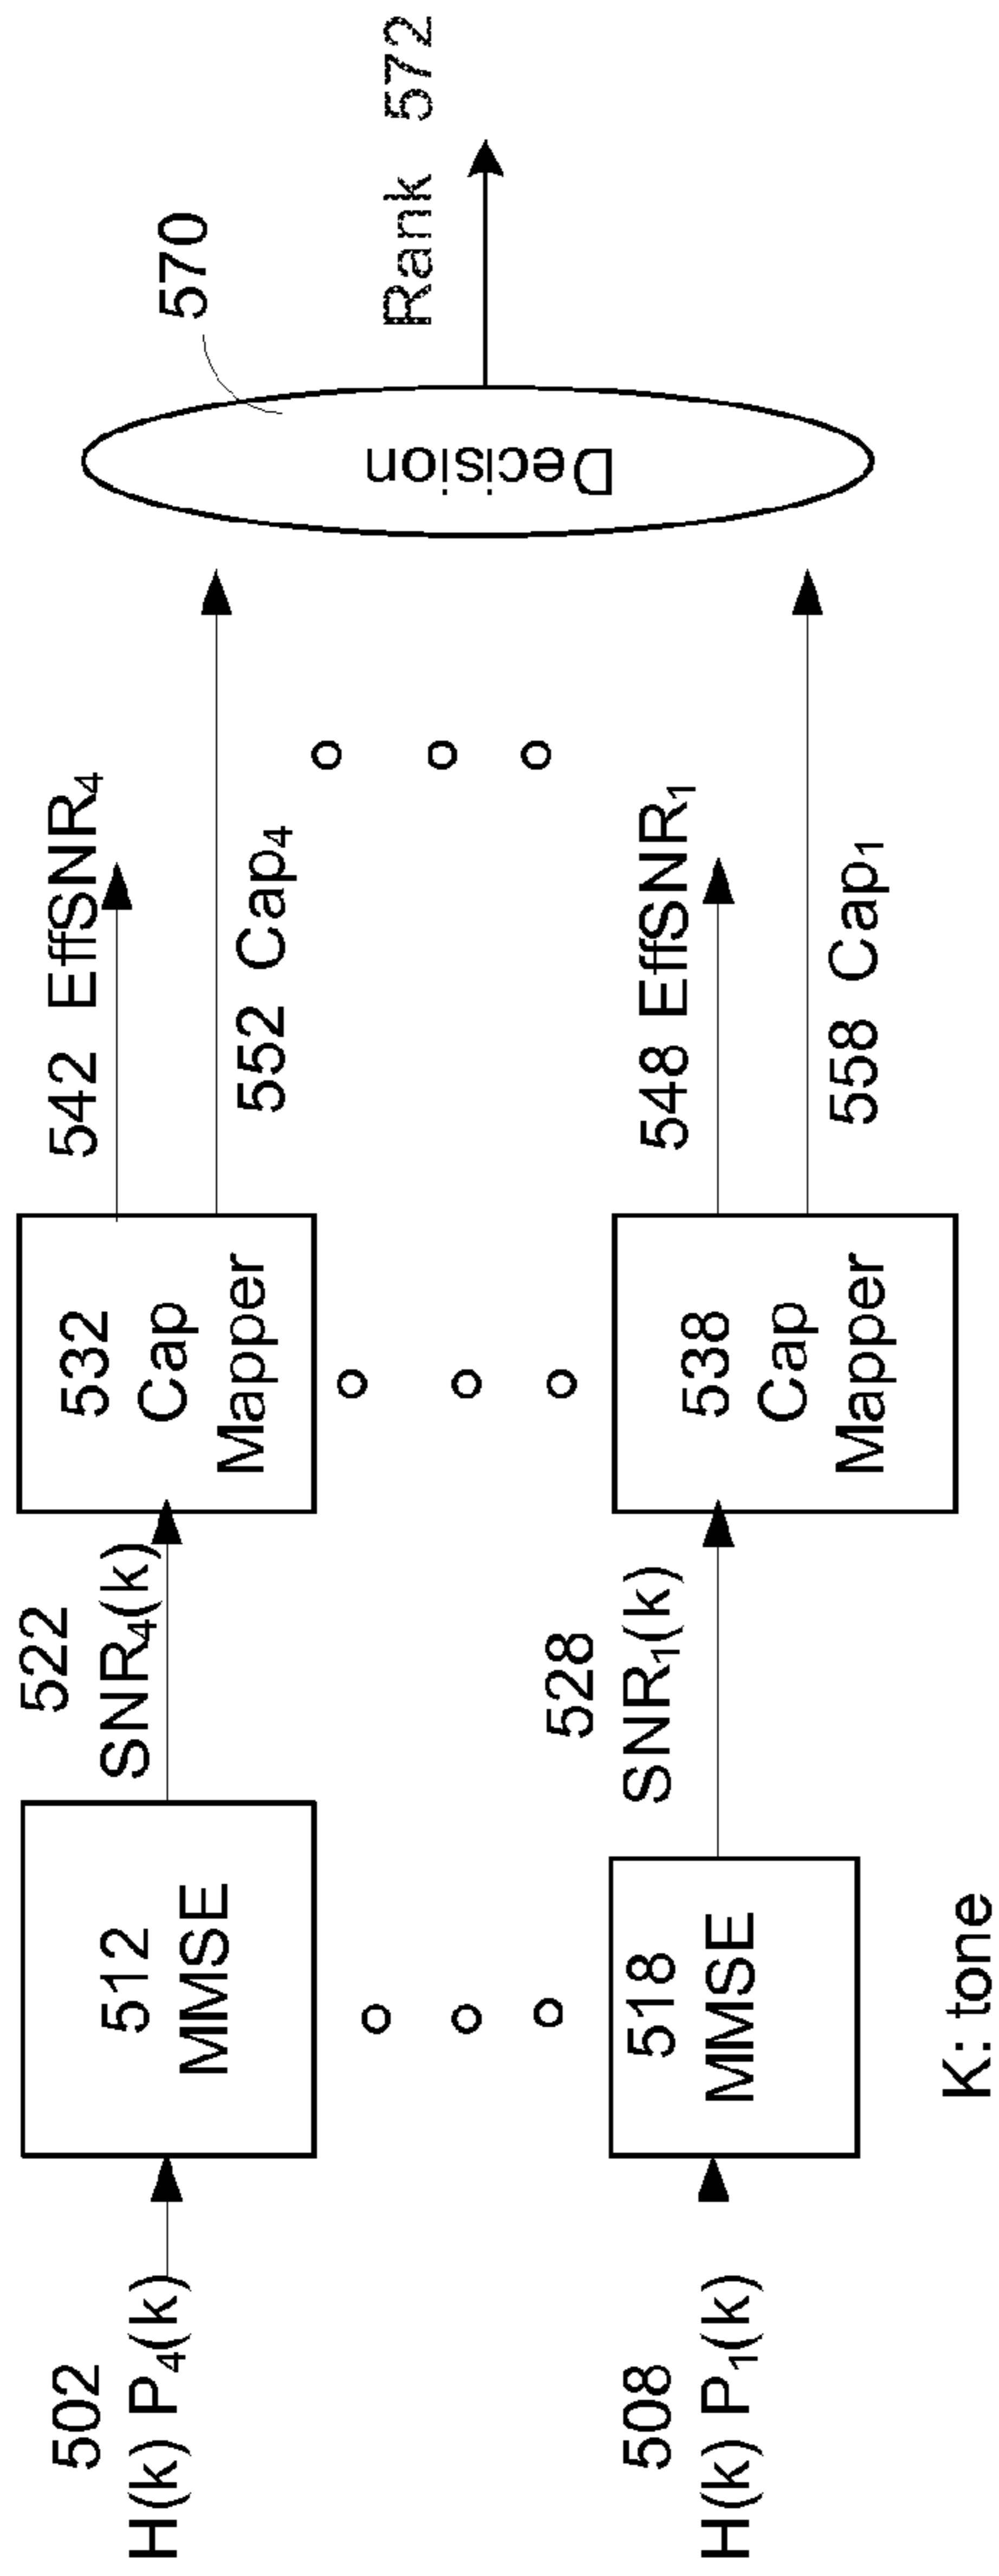 502
H(k) P₄(k)
512
MMSE
522
SNR₄(k)
532
Cap
Mapper
542 EffSNR₄
552 Cap₄
508
H(k) P₁(k)
518
MMSE
528
SNR₁(k)
538
Cap
Mapper
548 EffSNR₁
558 Cap₁
Decision
570
Rank 572
K: tone